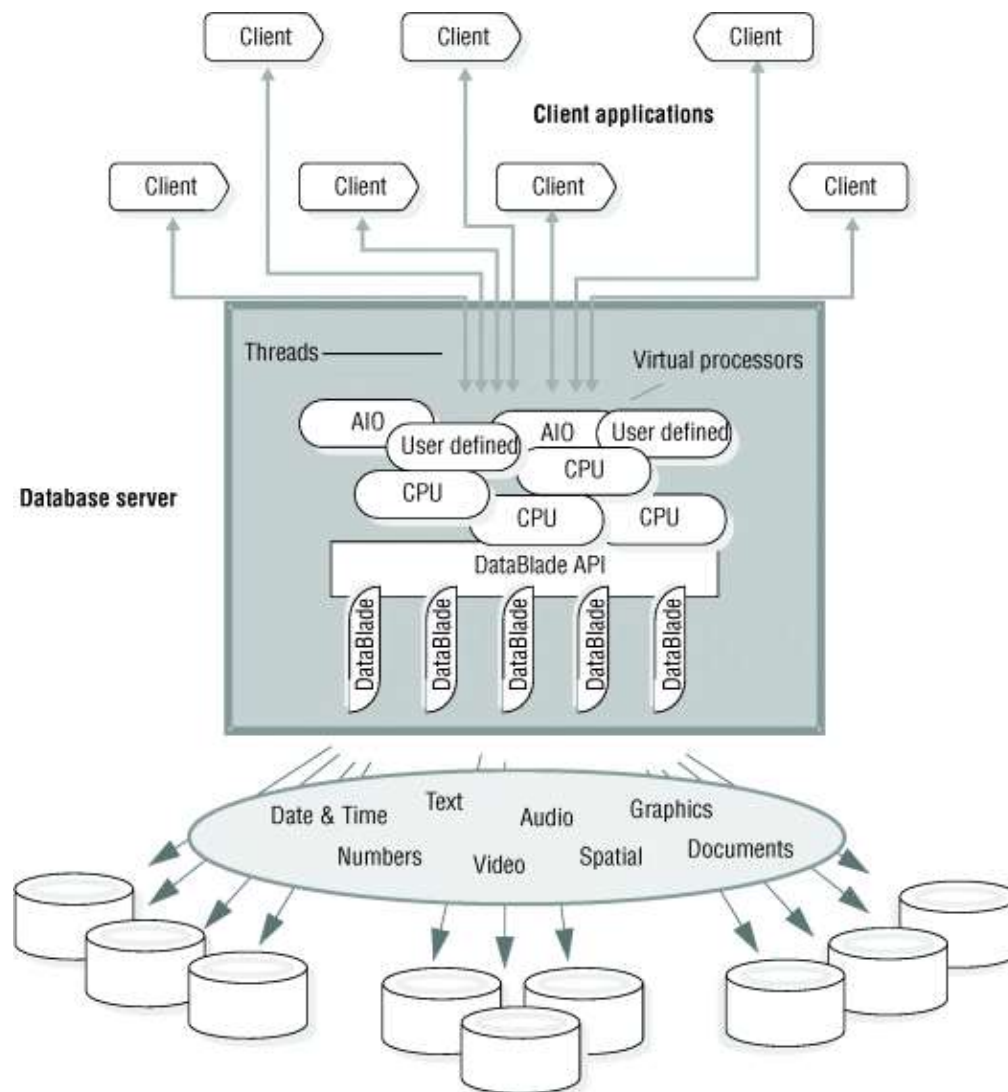 Client
Client
Client
Client applications
Client
Client
Client
Client
Threads
Virtual processors
AIO
User defined
AIO
User defined
CPU
CPU
CPU
CPU
Database server
DataBlade API
DataBlade
DataBlade
DataBlade
DataBlade
DataBlade
Date & Time
Text
Audio
Graphics
Numbers
Video
Spatial
Documents